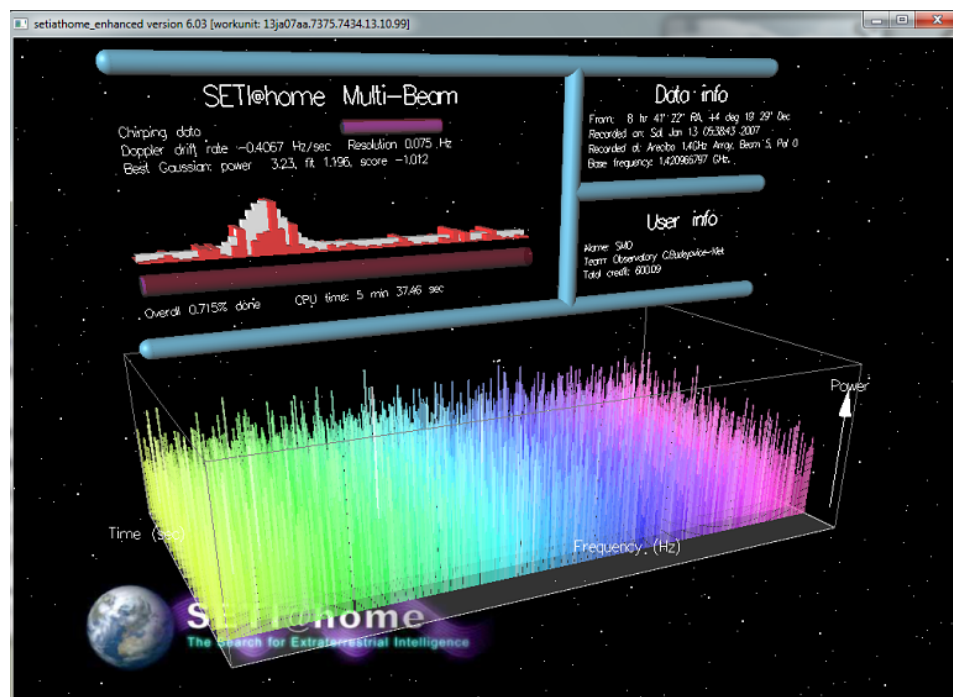 setiathome_enhanced version 6.03 [workunit: 13ja07aa.7375.7434.13.10.99]
SETI@home Multi-Beam
Chirping data
Doppler drift rate -0.4067 Hz/sec Resolution 0.075 Hz
Best Gaussian: power 3.23, fit 1.196, score -1.012
Overall 0.715% done CPU time: 5 min 37.46 sec
Data info
From: 8 hr 41' 22" RA, +4 deg 19' 29" Dec
Recorded on: Sat Jan 13 05:38:43 2007
Recorded at: Arecibo 1.4GHz Array, Beam 5, Pol 0
Base frequency: 1.420966797 GHz.
User info
Name: SMO
Team: Observatory C.Budejovice-Net
Total credit: 600.09
Power
Time (sec)
Frequency (Hz)
SETI@home
The Search for Extraterrestrial Intelligence